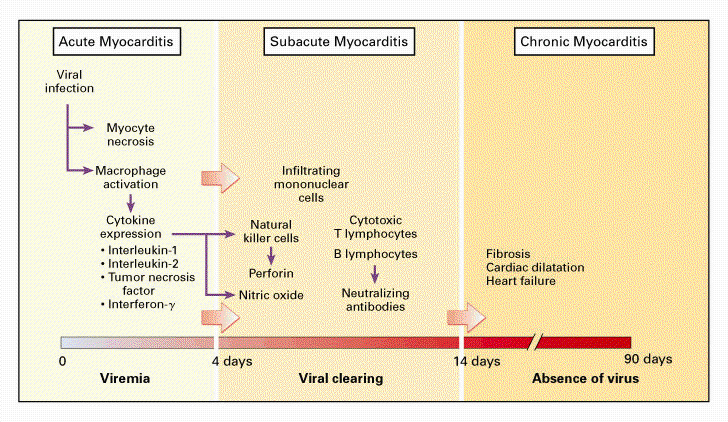 Acute Myocarditis
Subacute Myocarditis
Chronic Myocarditis
Viral
infection
Myocyte
necrosis
Macrophage
activation
Cytokine
expression
• Interleukin-1
• Interleukin-2
• Tumor necrosis
factor
• Interferon-γ
Infiltrating
mononuclear
cells
Natural
killer cells
Perforin
Nitric oxide
Cytotoxic
T lymphocytes
B lymphocytes
Neutralizing
antibodies
Fibrosis
Cardiac dilatation
Heart failure
0
4 days
14 days
90 days
Viremia
Viral clearing
Absence of virus